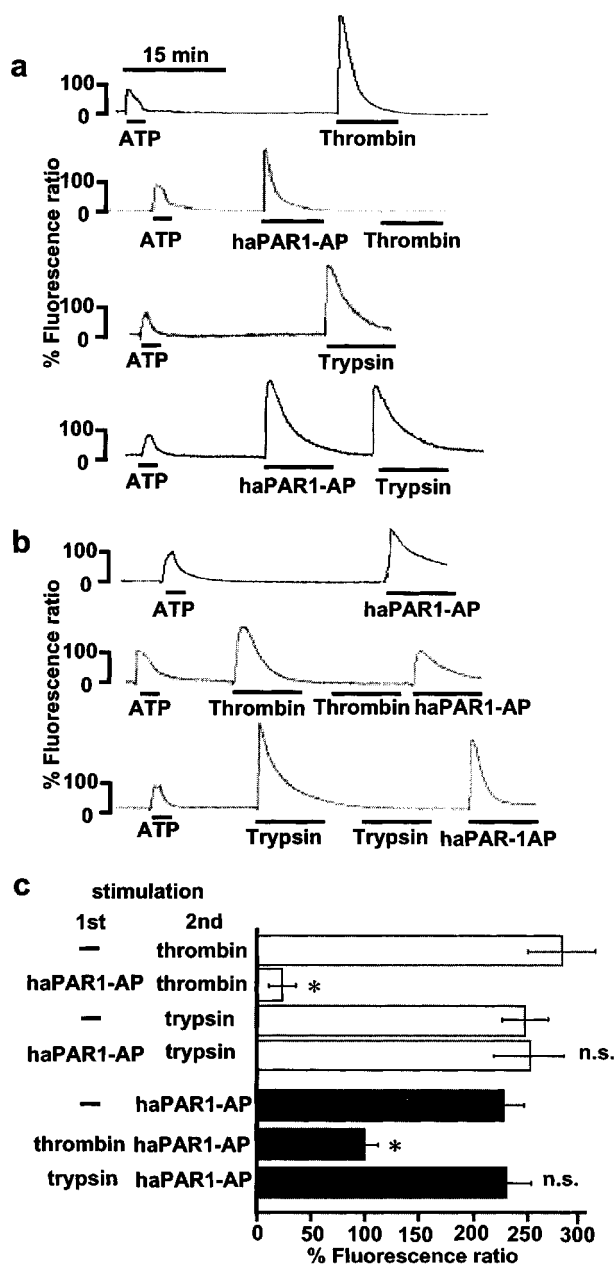 a
15 min
100
0
ATP
Thrombin
100
0
ATP
haPAR1-AP
Thrombin
100
0
ATP
Trypsin
100
0
ATP
haPAR1-AP
Trypsin
% Fluorescence ratio
b
100
0
ATP
haPAR1-AP
100
0
ATP
Thrombin
Thrombin
haPAR1-AP
100
0
ATP
Trypsin
Trypsin
haPAR-1AP
% Fluorescence ratio
c
stimulation
1st 2nd
– thrombin
haPAR1-AP thrombin *
– trypsin
haPAR1-AP trypsin n.s.
– haPAR1-AP
thrombin haPAR1-AP *
trypsin haPAR1-AP n.s.
0 50 100 150 200 250 300
% Fluorescence ratio